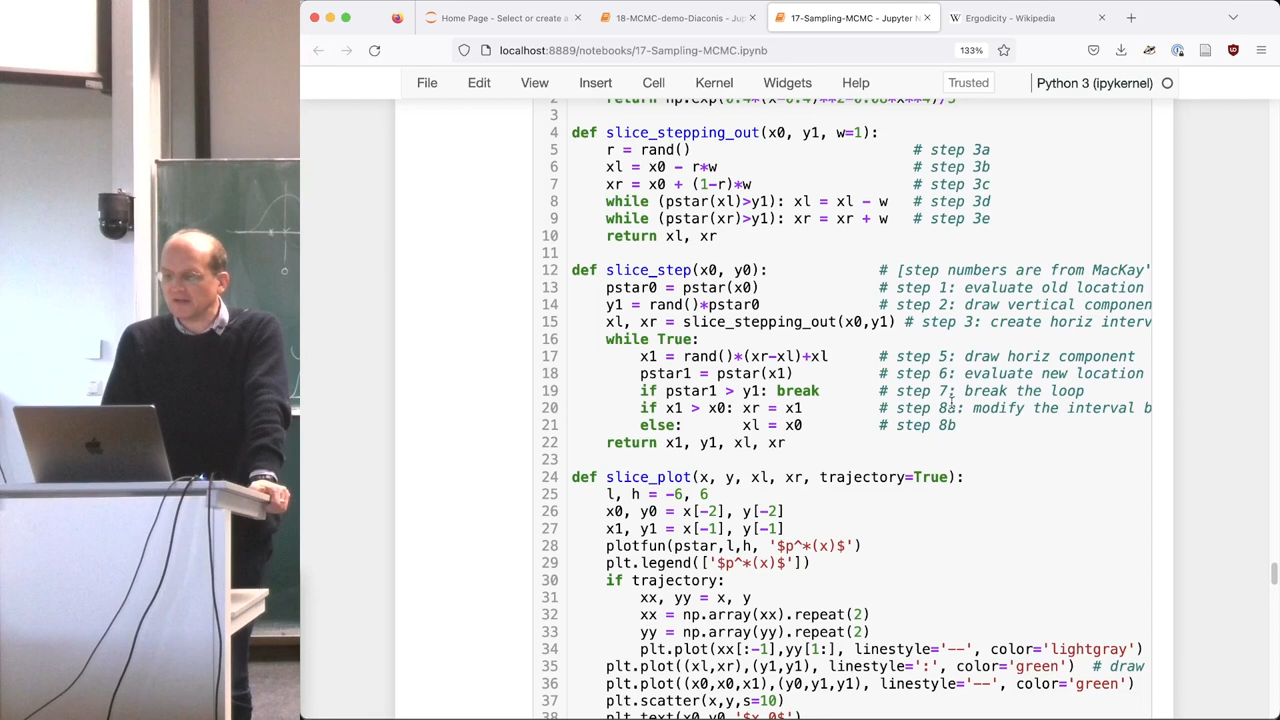 Home Page - Select or create a
18-MCMC-demo-Diaconis - Jup
17-Sampling-MCMC - Jupyter N
Ergodicity - Wikipedia
localhost:8889/notebooks/17-Sampling-MCMC.ipynb
133%
File Edit View Insert Cell Kernel Widgets Help
Trusted
Python 3 (ipykernel)
3
4 def slice_stepping_out(x0, y1, w=1):
5 r = rand() # step 3a
6 xl = x0 - r*w # step 3b
7 xr = x0 + (1-r)*w # step 3c
8 while (pstar(xl)>y1): xl = xl - w # step 3d
9 while (pstar(xr)>y1): xr = xr + w # step 3e
10 return xl, xr
11
12 def slice_step(x0, y0): # [step numbers are from MacKay'
13 pstar0 = pstar(x0) # step 1: evaluate old location
14 y1 = rand()*pstar0 # step 2: draw vertical componen
15 xl, xr = slice_stepping_out(x0,y1) # step 3: create horiz interv
16 while True:
17 x1 = rand()*(xr-xl)+xl # step 5: draw horiz component
18 pstar1 = pstar(x1) # step 6: evaluate new location
19 if pstar1 > y1: break # step 7: break the loop
20 if x1 > x0: xr = x1 # step 8a: modify the interval b
21 else: xl = x0 # step 8b
22 return x1, y1, xl, xr
23
24 def slice_plot(x, y, xl, xr, trajectory=True):
25 l, h = -6, 6
26 x0, y0 = x[-2], y[-2]
27 x1, y1 = x[-1], y[-1]
28 plotfun(pstar,l,h, '$p^*(x)$')
29 plt.legend(['$p^*(x)$'])
30 if trajectory:
31 xx, yy = x, y
32 xx = np.array(xx).repeat(2)
33 yy = np.array(yy).repeat(2)
34 plt.plot(xx[:-1],yy[1:], linestyle='--', color='lightgray')
35 plt.plot((xl,xr),(y1,y1), linestyle=':', color='green') # draw
36 plt.plot((x0,x0,x1),(y0,y1,y1), linestyle='--', color='green')
37 plt.scatter(x,y,s=10)
38 plt.text(x0,y0,'$x_0$')